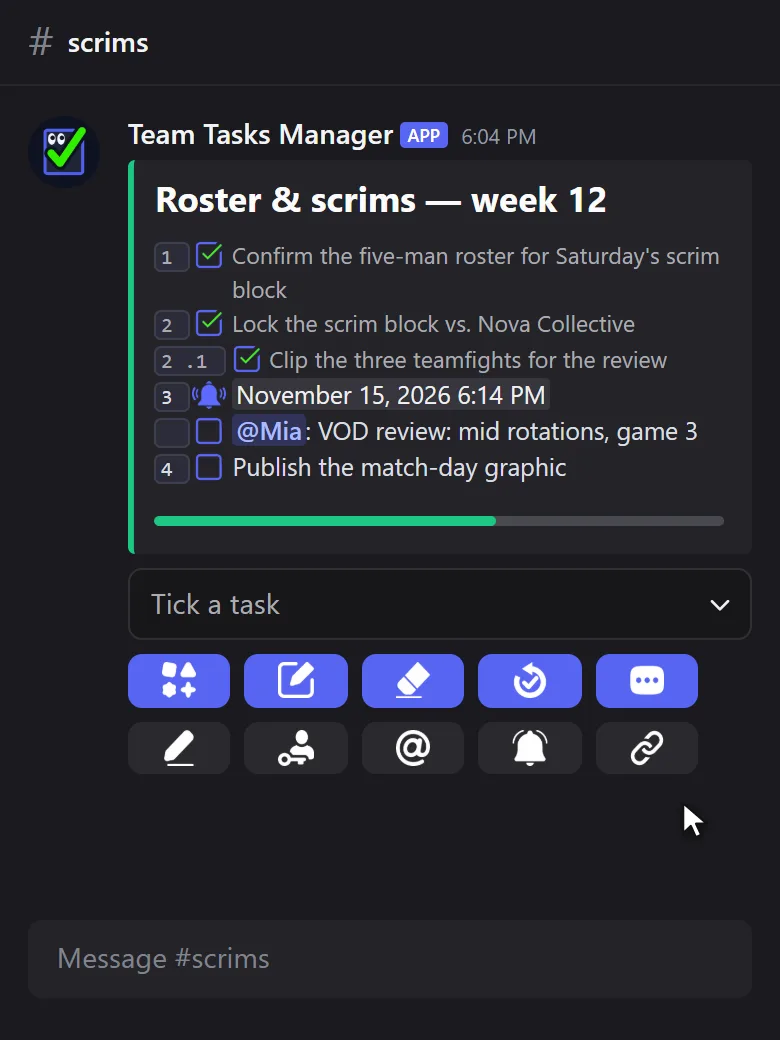 # scrims
Team Tasks Manager APP 6:04 PM
Roster & scrims — week 12
1 Confirm the five-man roster for Saturday's scrim
block
2 Lock the scrim block vs. Nova Collective
2 .1 Clip the three teamfights for the review
3 November 15, 2026 6:14 PM
@Mia: VOD review: mid rotations, game 3
4 Publish the match-day graphic
Tick a task
Message #scrims